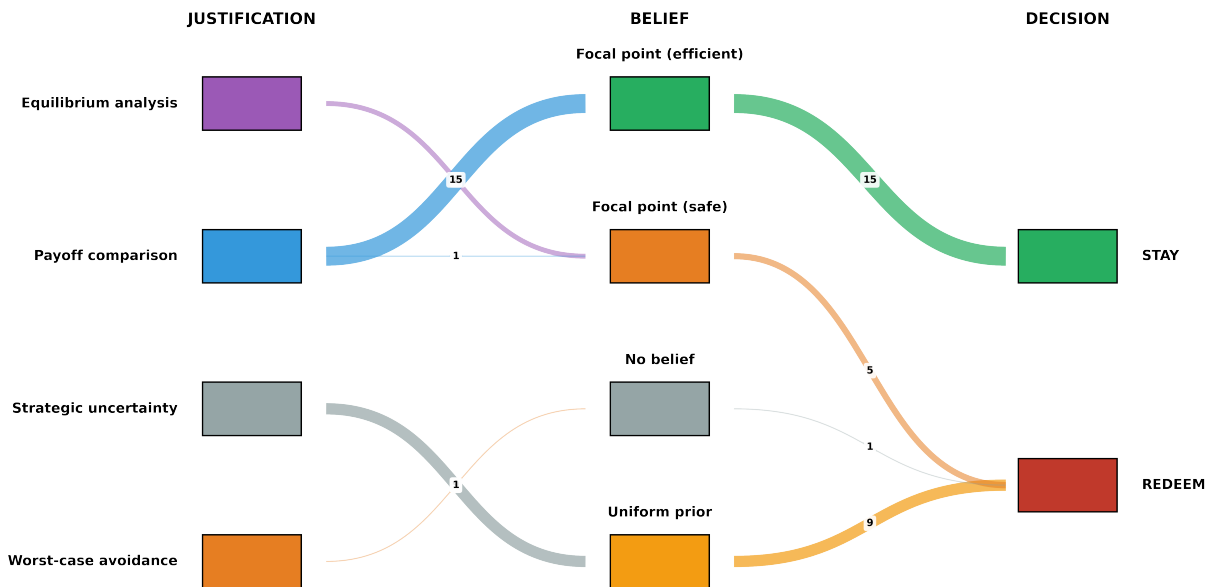 JUSTIFICATION
BELIEF
DECISION
Focal point (efficient)
Equilibrium analysis
15
15
Focal point (safe)
Payoff comparison
1
STAY
No belief
5
Strategic uncertainty
1
1
REDEEM
Uniform prior
9
Worst-case avoidance